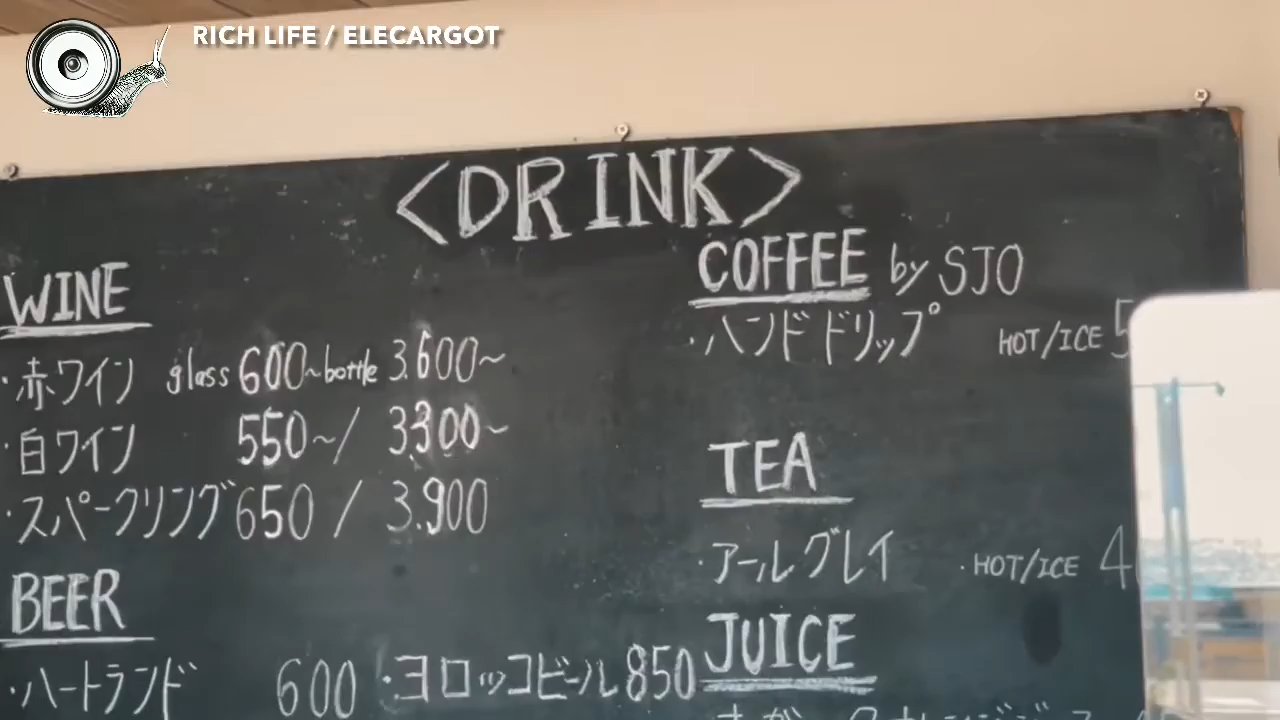 RICH LIFE / ELECARGOT
<DRINK>
WINE
・赤ワイン glass 600~ bottle 3.600~
・白ワイン 550~/ 3300~
・スパークリング 650 / 3.900
BEER
・ハートランド 600 ・ヨロッコビール 850
COFFEE by SJO
・ハンドドリップ HOT/ICE
TEA
・アールグレイ ・HOT/ICE
JUICE